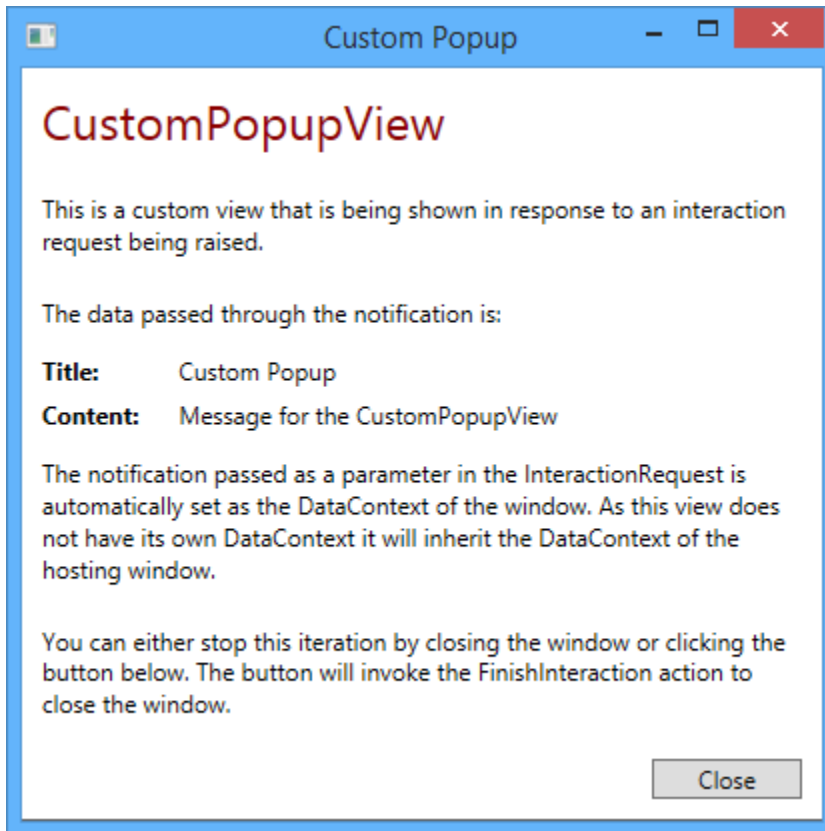 Custom Popup
CustomPopupView
This is a custom view that is being shown in response to an interaction
request being raised.
The data passed through the notification is:
Title: Custom Popup
Content: Message for the CustomPopupView
The notification passed as a parameter in the InteractionRequest is
automatically set as the DataContext of the window. As this view does
not have its own DataContext it will inherit the DataContext of the
hosting window.
You can either stop this iteration by closing the window or clicking the
button below. The button will invoke the FinishInteraction action to
close the window.
Close